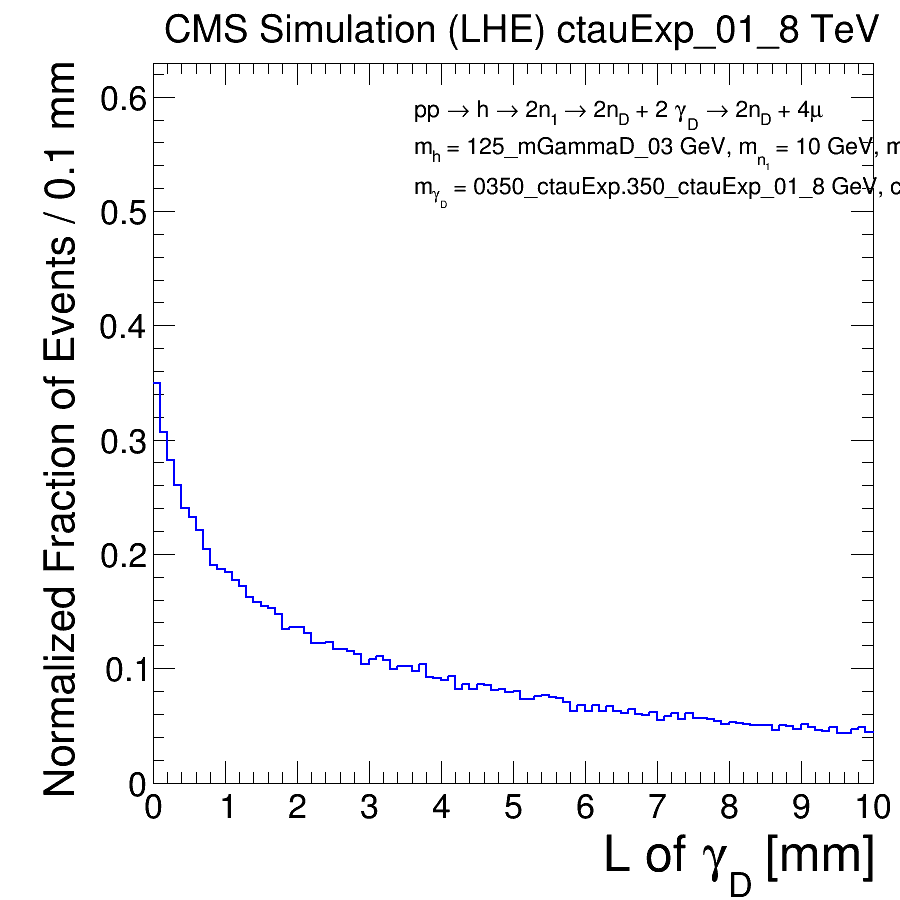 CMS Simulation (LHE) ctauExp_01_8 TeV
pp → h → 2n1 → 2nD + 2 γD → 2nD + 4μ
mh = 125_mGammaD_03 GeV, mn1 = 10 GeV, m
mγD = 0350_ctauExp.350_ctauExp_01_8 GeV, c
Normalized Fraction of Events / 0.1 mm
0.6
0.5
0.4
0.3
0.2
0.1
0
0 1 2 3 4 5 6 7 8 9 10
L of γD [mm]